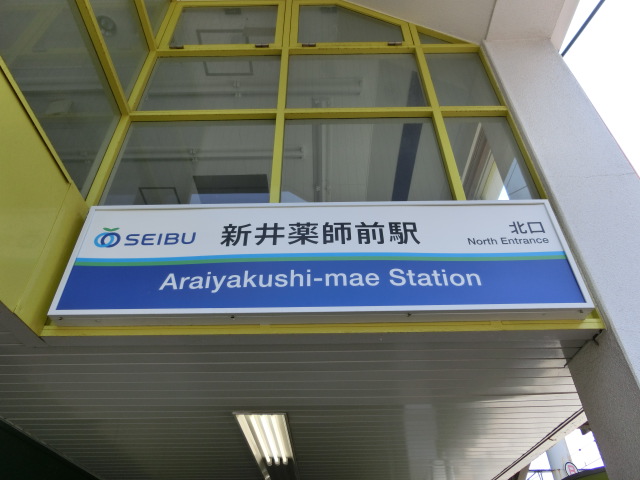 SEIBU 新井薬師前駅 北口
North Entrance
Araiyakushi-mae Station